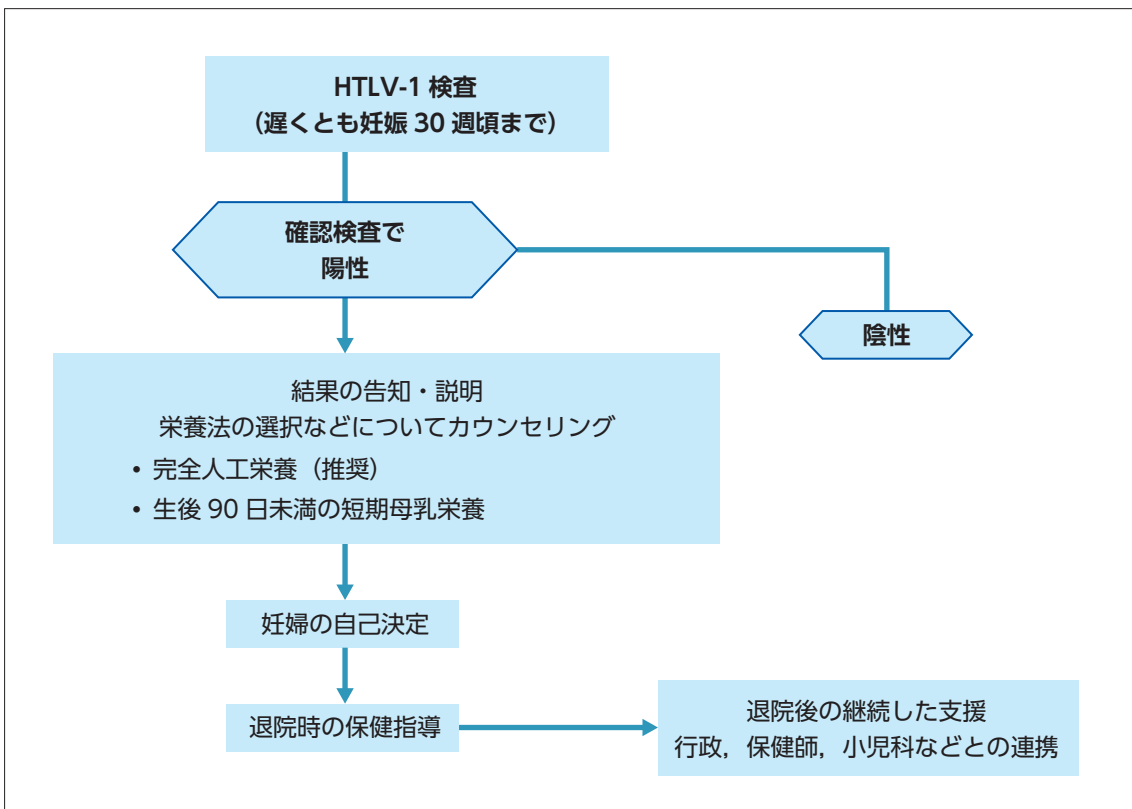 HTLV-1 検査
(遅くとも妊娠 30 週頃まで)
確認検査で
陽性
陰性
結果の告知・説明
栄養法の選択などについてカウンセリング
• 完全人工栄養(推奨)
• 生後 90 日未満の短期母乳栄養
妊婦の自己決定
退院時の保健指導
退院後の継続した支援
行政,保健師,小児科などとの連携